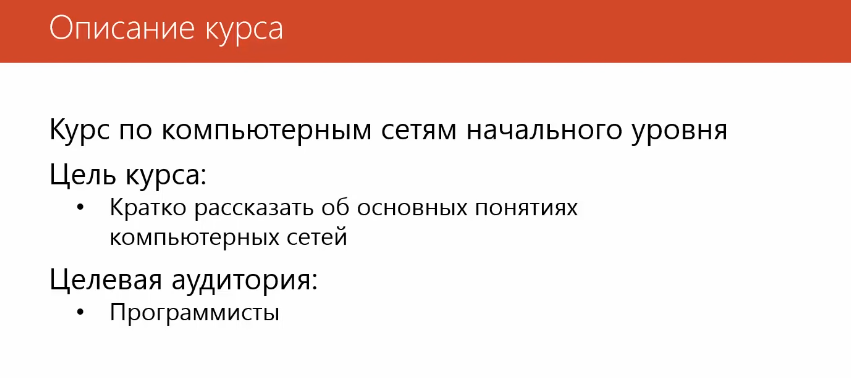 Описание курса
Курс по компьютерным сетям начального уровня
Цель курса:
• Кратко рассказать об основных понятиях
компьютерных сетей
Целевая аудитория:
• Программисты